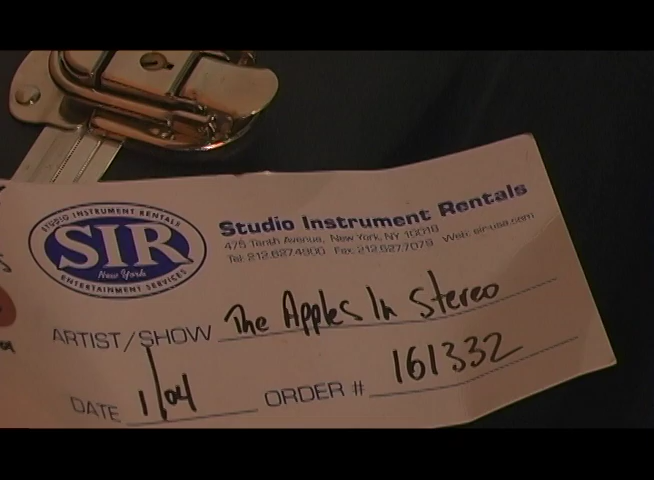 STUDIO INSTRUMENT RENTALS
SIR
New York
ENTERTAINMENT SERVICES
Studio Instrument Rentals
475 Tenth Avenue, New York, NY 10018
Tel: 212.627.4900 Fax: 212.627.7079 Web: sir-usa.com
ARTIST/SHOW The Apples In Stereo
DATE 1/04 ORDER # 161332